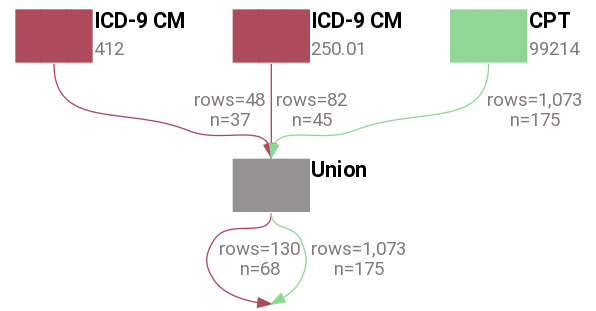 ICD-9 CM
412
ICD-9 CM
250.01
CPT
99214
rows=48
n=37
rows=82
n=45
rows=1,073
n=175
Union
rows=130
n=68
rows=1,073
n=175